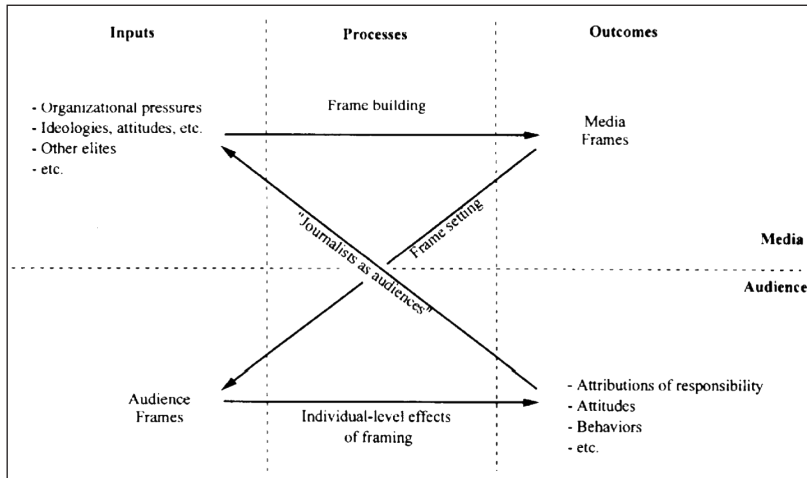 Inputs
Processes
Outcomes
- Organizational pressures
- Ideologies, attitudes, etc.
- Other elites
- etc.
Frame building
Media
Frames
"Journalists as audiences"
Frame setting
Media
Audience
Audience
Frames
Individual-level effects
of framing
- Attributions of responsibility
- Attitudes
- Behaviors
- etc.